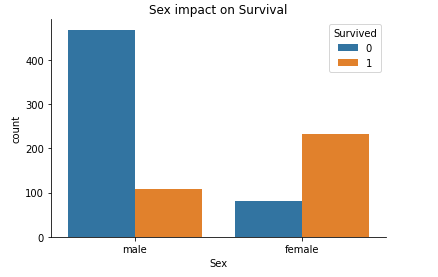 Sex impact on Survival
Survived
0
1
400
300
200
100
0
count
male female
Sex